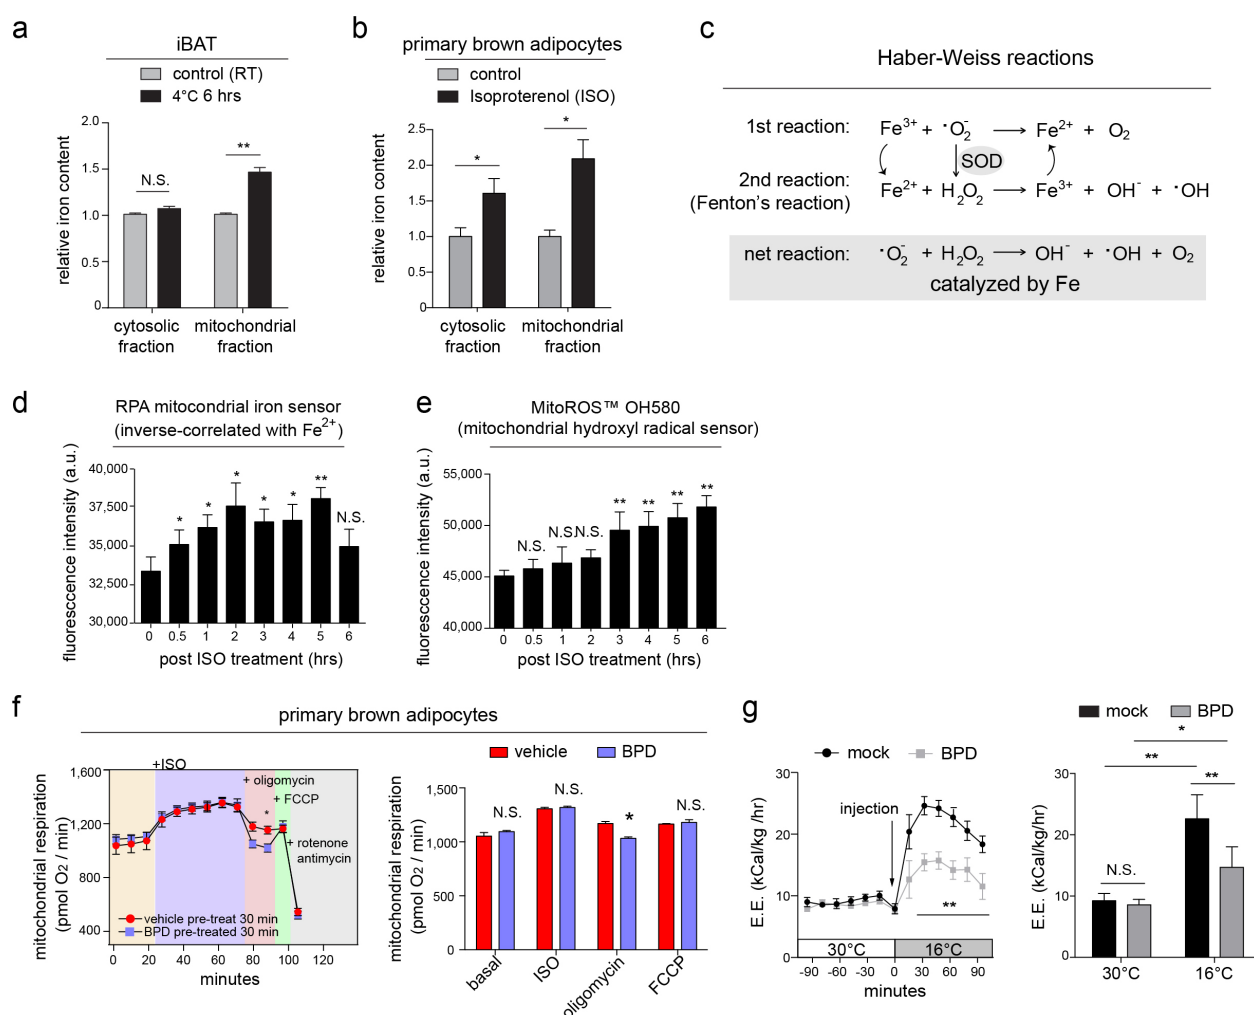 a
iBAT
control (RT)
4°C 6 hrs
relative iron content
2.0
1.5
1.0
0.5
0
N.S.
**
cytosolic
fraction
mitochondrial
fraction
b
primary brown adipocytes
control
Isoproterenol (ISO)
relative iron content
2.5
2.0
1.5
1.0
0.5
0
*
*
cytosolic
fraction
mitochondrial
fraction
c
Haber-Weiss reactions
1st reaction: Fe3+ + ·O2- → Fe2+ + O2
SOD
2nd reaction: Fe2+ + H2O2 → Fe3+ + OH- + ·OH
(Fenton's reaction)
net reaction: ·O2- + H2O2 → OH- + ·OH + O2
catalyzed by Fe
d
RPA mitocondrial iron sensor
(inverse-correlated with Fe2+)
fluoresccence intensity (a.u.)
40,000
37,500
35,000
32,500
30,000
* * * * * ** N.S.
0 0.5 1 2 3 4 5 6
post ISO treatment (hrs)
e
MitoROS™ OH580
(mitochondrial hydroxyl radical sensor)
fluoresccence intensity (a.u.)
55,000
50,000
45,000
40,000
N.S. N.S. N.S. ** ** ** **
0 0.5 1 2 3 4 5 6
post ISO treatment (hrs)
f
primary brown adipocytes
mitochondrial respiration
(pmol O2 / min)
1,600
1,200
800
400
+ISO
+ oligomycin
+ FCCP
*
+ rotenone
antimycin
vehicle pre-treat 30 min
BPD pre-treated 30 min
0 20 40 60 80 100 120
minutes
vehicle
BPD
mitochondrial respiration
(pmol O2 / min)
1,500
1,000
500
0
N.S. N.S. * N.S.
basal
ISO
oligomycin
FCCP
g
mock
BPD
E.E. (kCal/kg /hr)
30
20
10
0
injection
**
30°C
16°C
-90 -60 -30 0 30 60 90
minutes
mock
BPD
E.E. (kCal/kg/hr)
30
20
10
0
*
**
**
N.S.
30°C
16°C